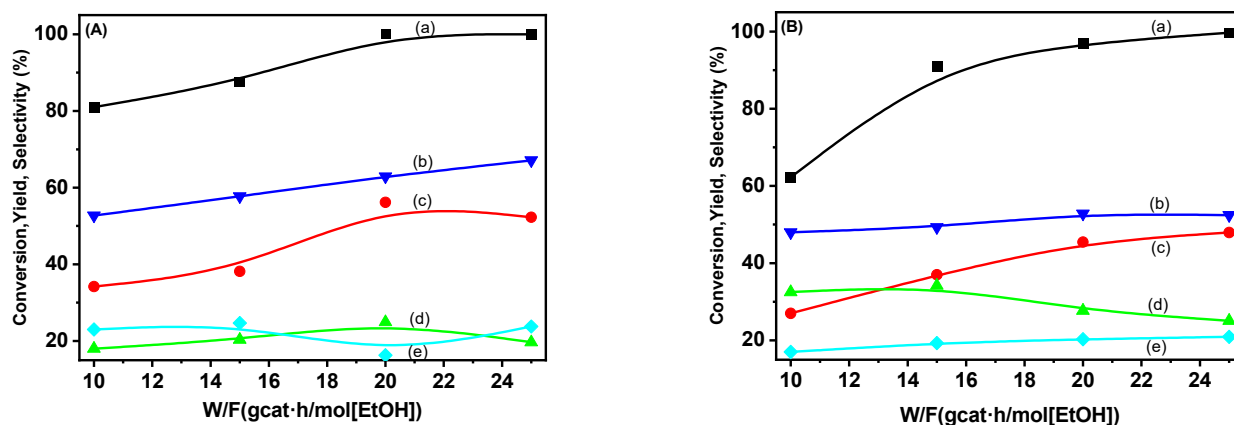 (A)
Conversion,Yield, Selectivity (%)
100
80
60
40
20
(a)
(b)
(c)
(d)
(e)
10 12 14 16 18 20 22 24
W/F(gcat·h/mol[EtOH])
(B)
Conversion,Yield, Selectivity (%)
100
80
60
40
20
(a)
(b)
(c)
(d)
(e)
10 12 14 16 18 20 22 24
W/F(gcat·h/mol[EtOH])